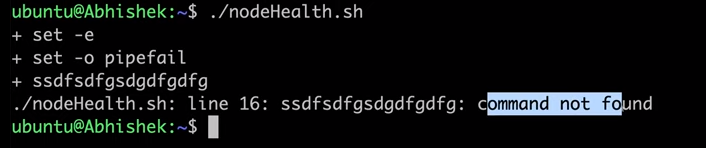 ubuntu@Abhishek:~$ ./nodeHealth.sh
+ set -e
+ set -o pipefail
+ ssdfsdfgsdgdfgdfg
./nodeHealth.sh: line 16: ssdfsdfgsdgdfgdfg: command not found
ubuntu@Abhishek:~$